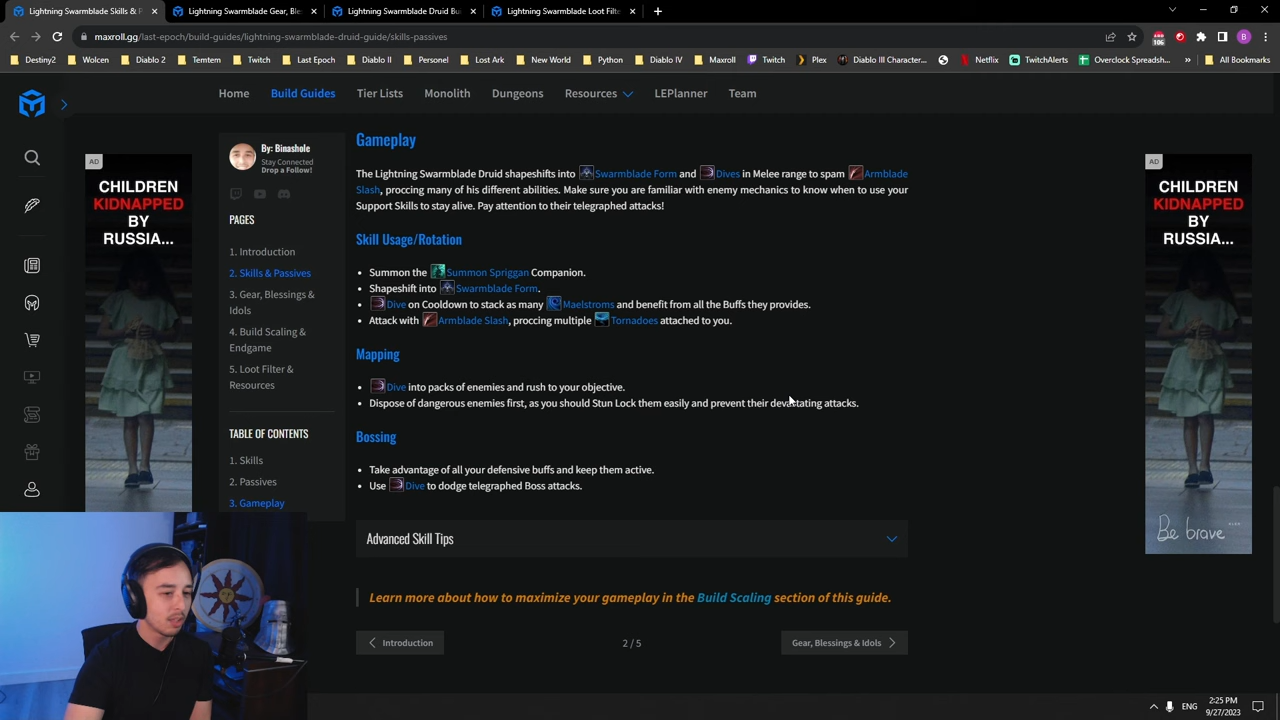 Lightning Swarmblade Skills & P
Lightning Swarmblade Gear, Ble
Lightning Swarmblade Druid Bu
Lightning Swarmblade Loot Filte
maxroll.gg/last-epoch/build-guides/lightning-swarmblade-druid-guide/skills-passives
106
B
Destiny2
Wolcen
Diablo 2
Temtem
Twitch
Last Epoch
Diablo II
Personal
Lost Ark
New World
Python
Diablo IV
Maxroll
Twitch
Plex
Diablo III Character...
Netflix
TwitchAlerts
Overclock Spreadsh...
»
All Bookmarks
Home
Build Guides
Tier Lists
Monolith
Dungeons
Resources
LEPlanner
Team
AD
CHILDREN
KIDNAPPED
BY
RUSSIA...
By: Binashole
Stay Connected
Drop a Follow!
PAGES
1. Introduction
2. Skills & Passives
3. Gear, Blessings &
Idols
4. Build Scaling &
Endgame
5. Loot Filter &
Resources
TABLE OF CONTENTS
1. Skills
2. Passives
3. Gameplay
Gameplay
The Lightning Swarmblade Druid shapeshifts into Swarmblade Form and Dives in Melee range to spam Armblade
Slash, proccing many of his different abilities. Make sure you are familiar with enemy mechanics to know when to use your
Support Skills to stay alive. Pay attention to their telegraphed attacks!
Skill Usage/Rotation
• Summon the Summon Spriggan Companion.
• Shapeshift into Swarmblade Form.
• Dive on Cooldown to stack as many Maelstroms and benefit from all the Buffs they provides.
• Attack with Armblade Slash, proccing multiple Tornadoes attached to you.
Mapping
• Dive into packs of enemies and rush to your objective.
• Dispose of dangerous enemies first, as you should Stun Lock them easily and prevent their devastating attacks.
Bossing
• Take advantage of all your defensive buffs and keep them active.
• Use Dive to dodge telegraphed Boss attacks.
Advanced Skill Tips
Learn more about how to maximize your gameplay in the Build Scaling section of this guide.
Introduction
2 / 5
Gear, Blessings & Idols
AD
CHILDREN
KIDNAPPED
BY
RUSSIA...
Be brave
ENG
2:25 PM
9/27/2023